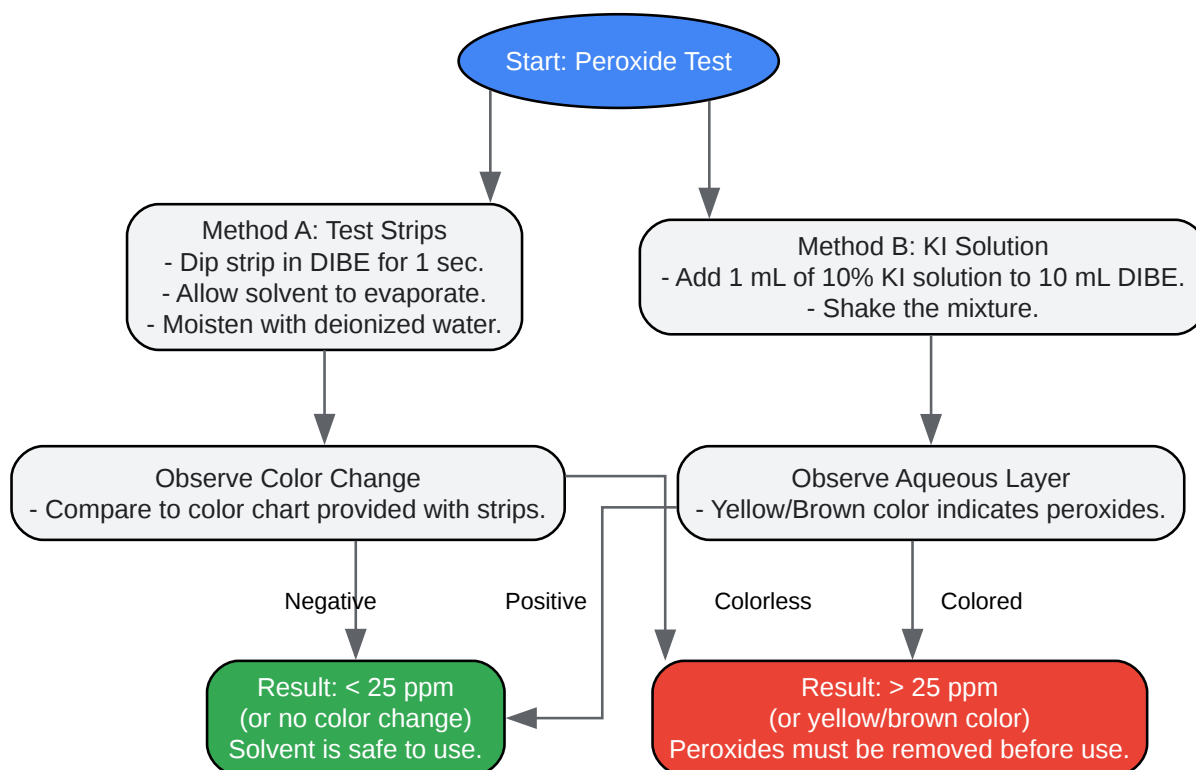 Start: Peroxide Test
Method A: Test Strips
- Dip strip in DIBE for 1 sec.
- Allow solvent to evaporate.
- Moisten with deionized water.
Method B: KI Solution
- Add 1 mL of 10% KI solution to 10 mL DIBE.
- Shake the mixture.
Observe Color Change
- Compare to color chart provided with strips.
Observe Aqueous Layer
- Yellow/Brown color indicates peroxides.
Negative
Positive
Colorless
Colored
Result: < 25 ppm
(or no color change)
Solvent is safe to use.
Result: > 25 ppm
(or yellow/brown color)
Peroxides must be removed before use.